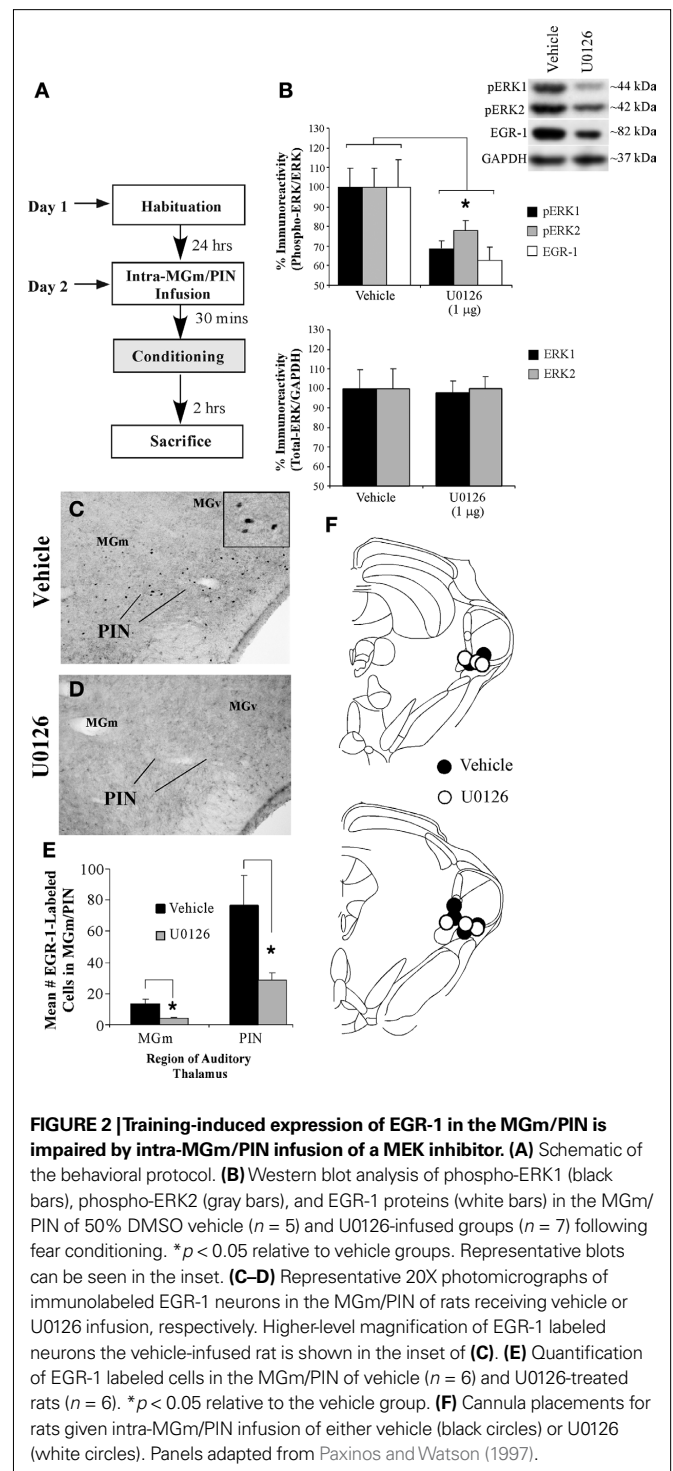 A
Day 1
Habituation
24 hrs
Day 2
Intra-MGm/PIN
Infusion
30 mins
Conditioning
2 hrs
Sacrifice
B
Vehicle
U0126
pERK1
~44 kDa
pERK2
~42 kDa
EGR-1
~82 kDa
GAPDH
~37 kDa
% Immunoreactivity
(Phospho-ERK/ERK)
130
120
110
100
90
80
70
60
50
*
Vehicle
U0126
(1 µg)
pERK1
pERK2
EGR-1
% Immunoreactivity
(Total-ERK/GAPDH)
130
120
110
100
90
80
70
60
50
Vehicle
U0126
(1 µg)
ERK1
ERK2
Vehicle
C
MGv
MGm
PIN
U0126
D
MGm
MGv
PIN
E
Mean # EGR-1-Labeled
Cells in MGm/PIN
100
80
60
40
20
0
Vehicle
U0126
*
*
MGm
PIN
Region of Auditory
Thalamus
F
Vehicle
U0126
FIGURE 2 | Training-induced expression of EGR-1 in the MGm/PIN is
impaired by intra-MGm/PIN infusion of a MEK inhibitor. (A) Schematic of
the behavioral protocol. (B) Western blot analysis of phospho-ERK1 (black
bars), phospho-ERK2 (gray bars), and EGR-1 proteins (white bars) in the MGm/
PIN of 50% DMSO vehicle (n = 5) and U0126-infused groups (n = 7) following
fear conditioning. *p < 0.05 relative to vehicle groups. Representative blots
can be seen in the inset. (C–D) Representative 20X photomicrographs of
immunolabeled EGR-1 neurons in the MGm/PIN of rats receiving vehicle or
U0126 infusion, respectively. Higher-level magnification of EGR-1 labeled
neurons the vehicle-infused rat is shown in the inset of (C). (E) Quantification
of EGR-1 labeled cells in the MGm/PIN of vehicle (n = 6) and U0126-treated
rats (n = 6). *p < 0.05 relative to the vehicle group. (F) Cannula placements for
rats given intra-MGm/PIN infusion of either vehicle (black circles) or U0126
(white circles). Panels adapted from Paxinos and Watson (1997).